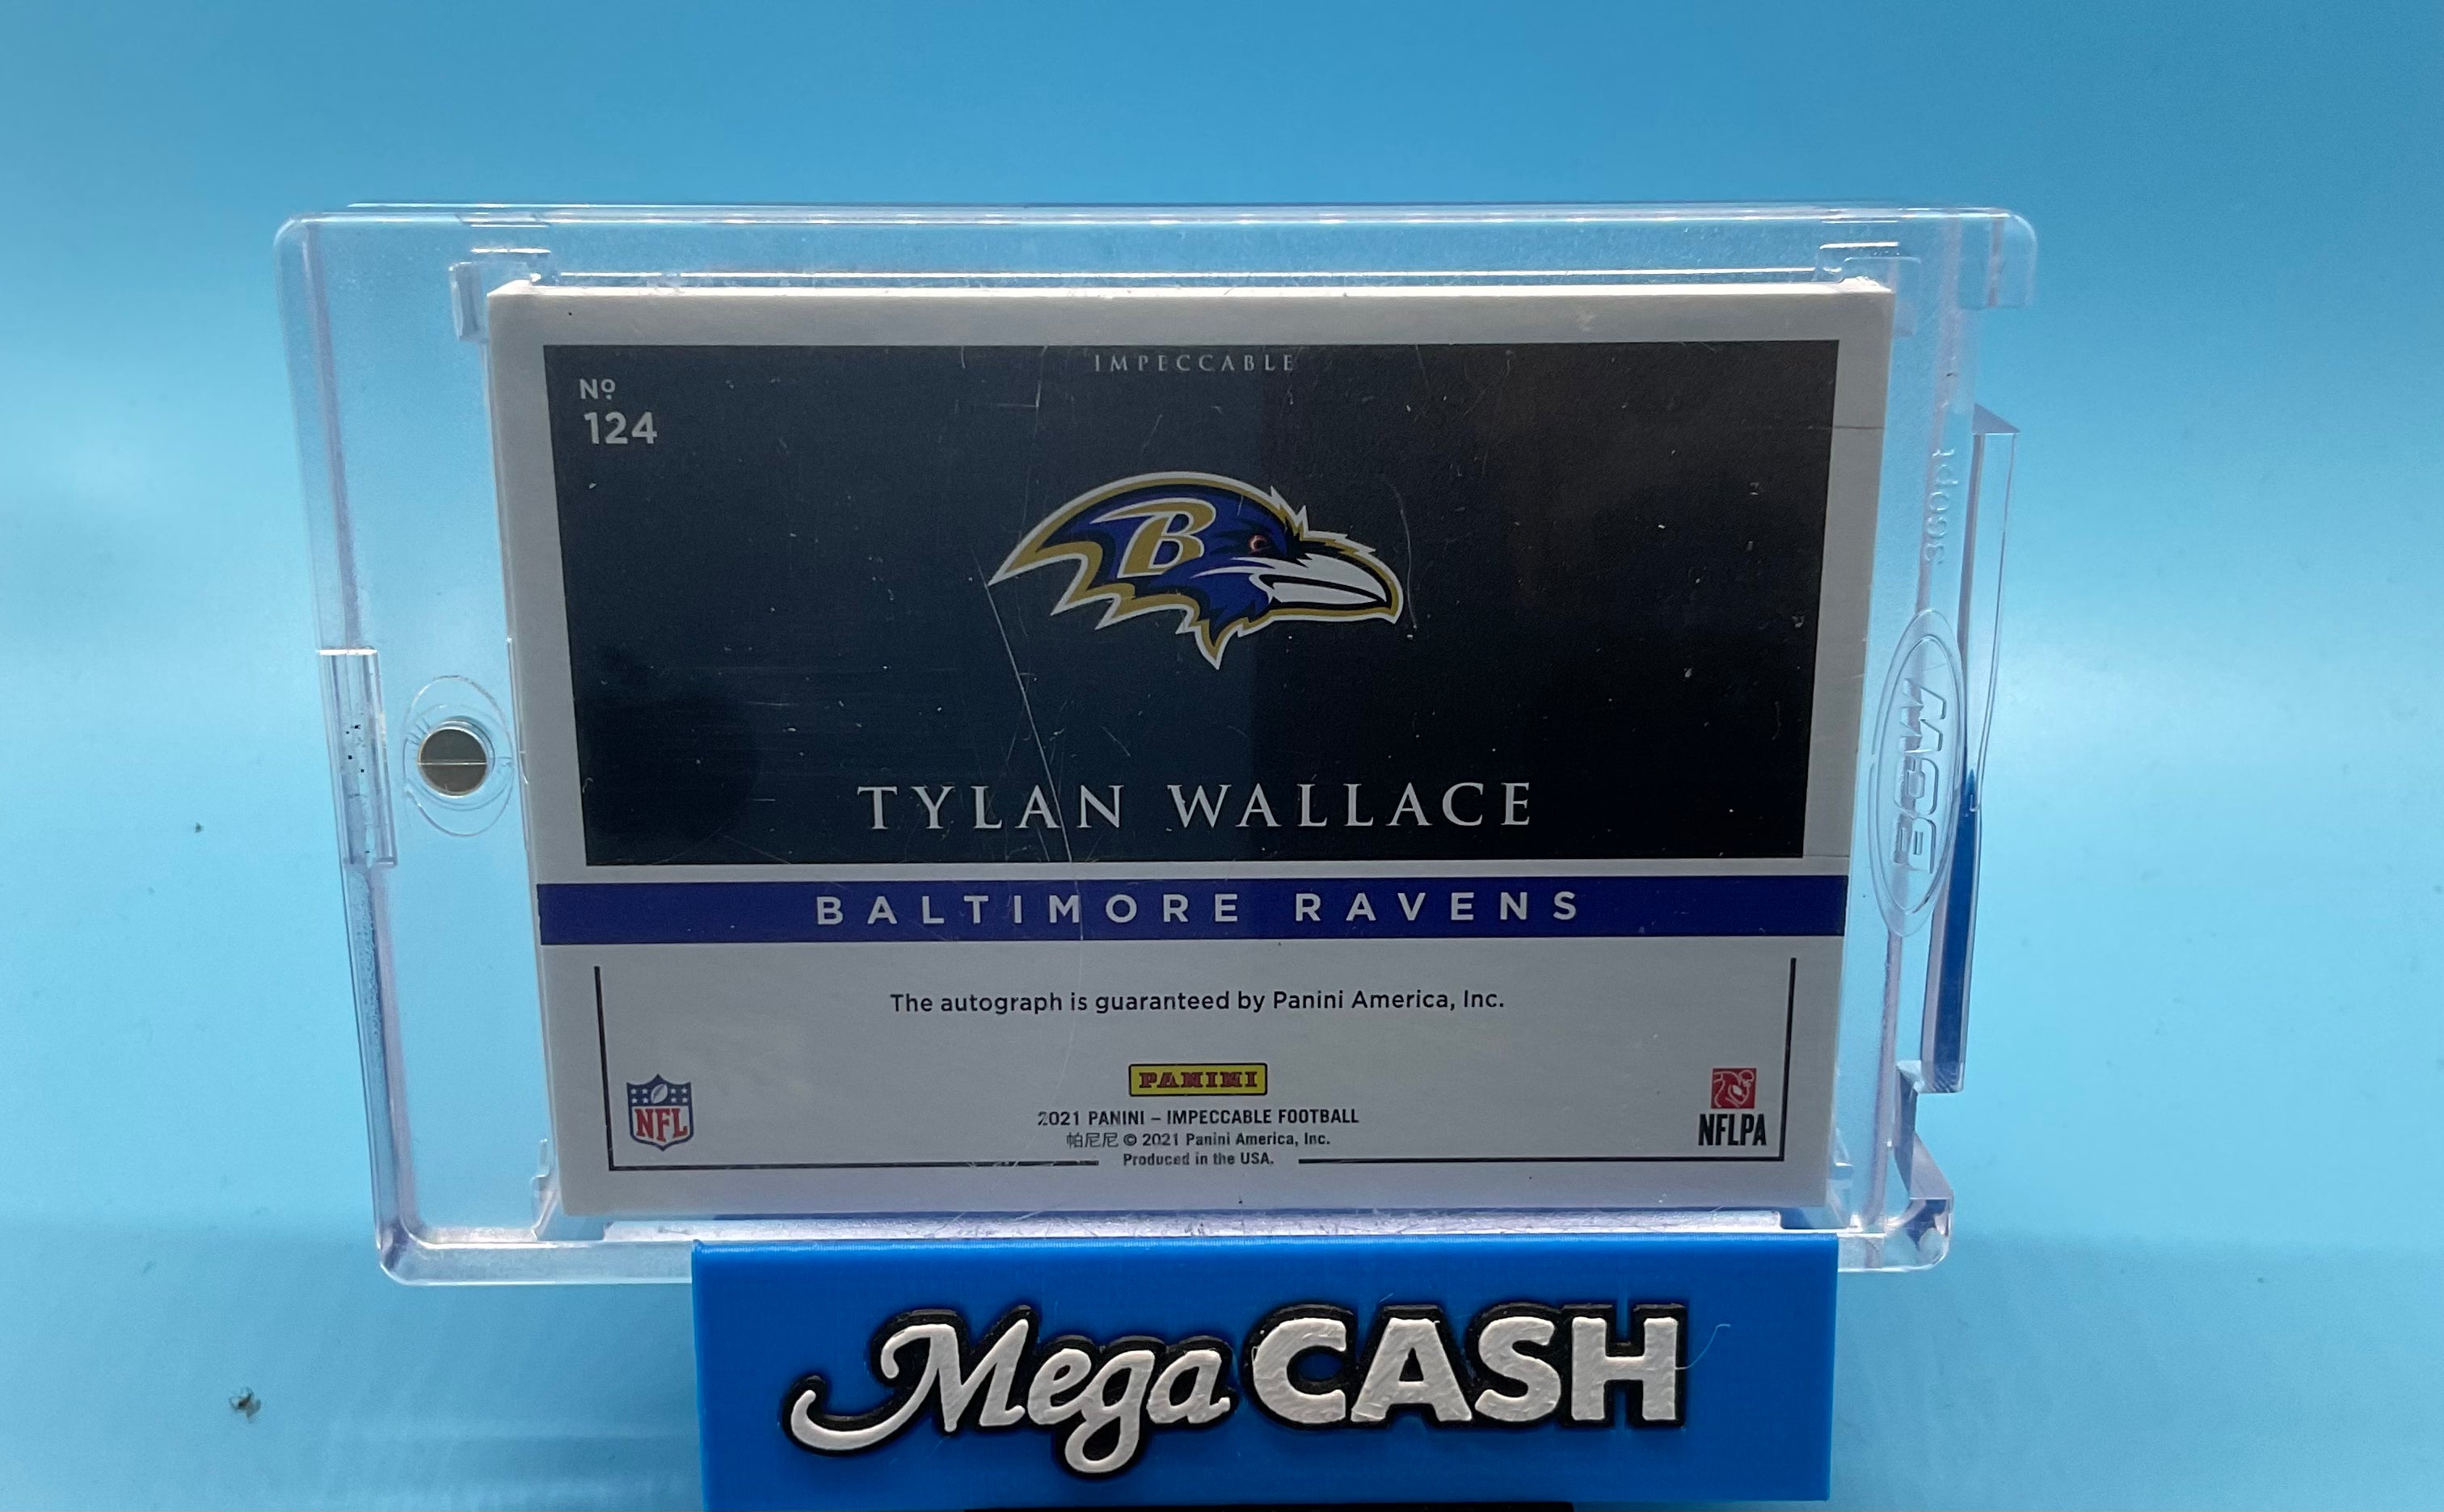 IMPECCABLE
Nº
124
B
TYLAN WALLACE
BALTIMORE RAVENS
The autograph is guaranteed by Panini America, Inc.
PANINI
2021 PANINI – IMPECCABLE FOOTBALL
帕尼尼 © 2021 Panini America, Inc.
Produced in the USA.
NFL
NFLPA
BCW
360pt
Mega CASH